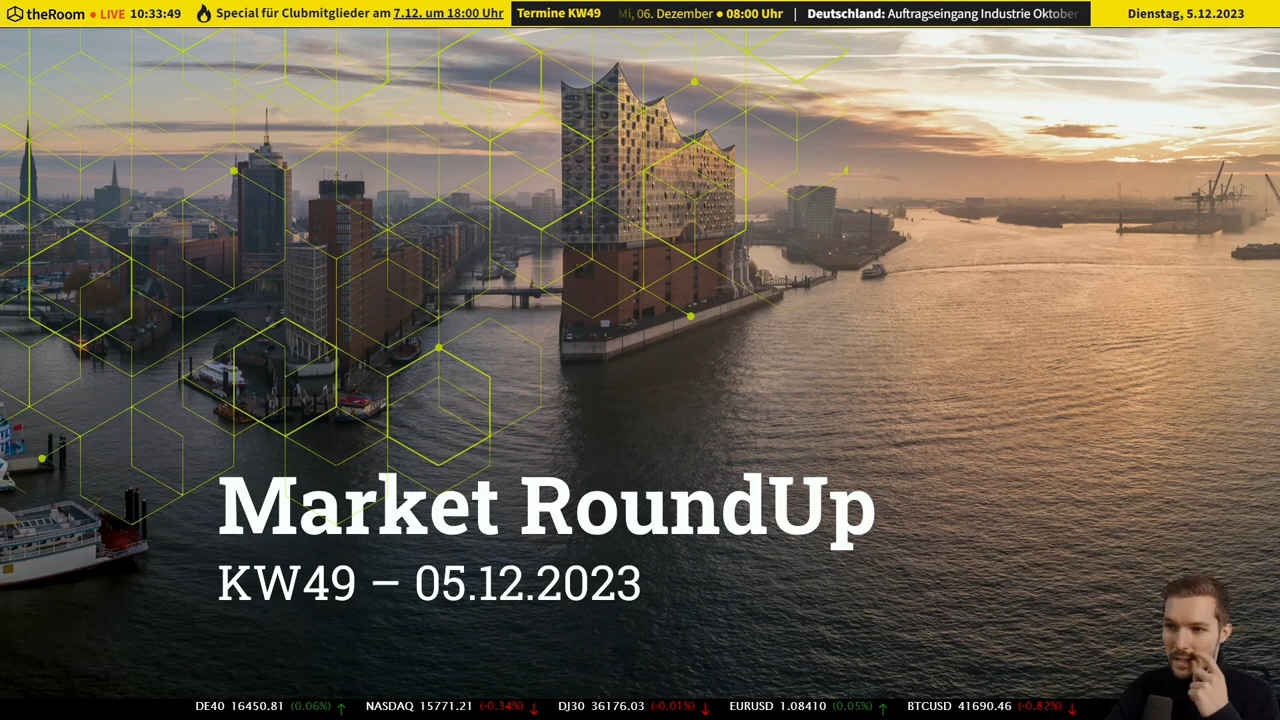 theRoom ● LIVE 10:33:49
Special für Clubmitglieder am 7.12. um 18:00 Uhr
Termine KW49
Mi, 06. Dezember ● 08:00 Uhr | Deutschland: Auftragseingang Industrie Oktober
Dienstag, 5.12.2023
Market RoundUp
KW49 – 05.12.2023
DE40 16450.81 (0.06%) ↑ NASDAQ 15771.21 (-0.34%) ↓ DJ30 36176.03 (-0.01%) ↓ EURUSD 1.08410 (0.05%) ↑ BTCUSD 41690.46 (-0.82%) ↓